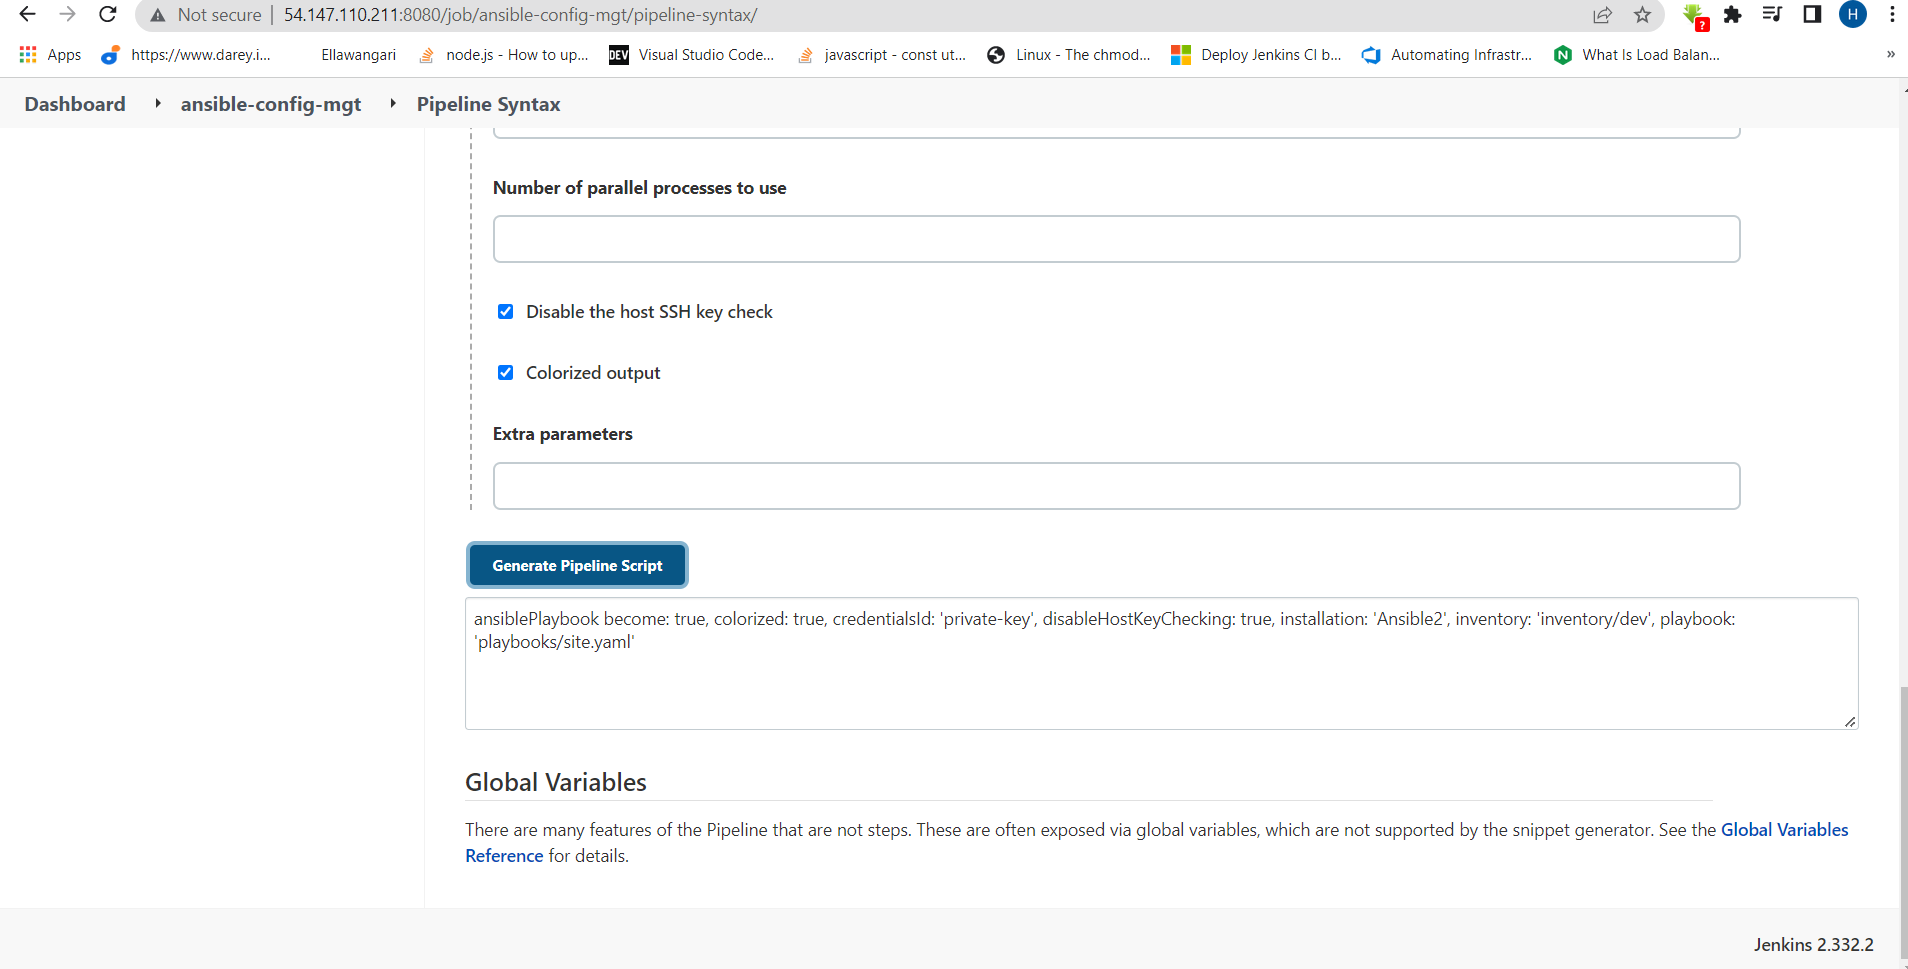 Not secure | 54.147.110.211:8080/job/ansible-config-mgt/pipeline-syntax/
?
H
Apps https://www.darey.i... Ellawangari node.js - How to up... DEV Visual Studio Code... javascript - const ut... Linux - The chmod... Deploy Jenkins CI b... Automating Infrastr... N What Is Load Balan... »
Dashboard ansible-config-mgt Pipeline Syntax
Number of parallel processes to use
Disable the host SSH key check
Colorized output
Extra parameters
Generate Pipeline Script
ansiblePlaybook become: true, colorized: true, credentialsId: 'private-key', disableHostKeyChecking: true, installation: 'Ansible2', inventory: 'inventory/dev', playbook:
'playbooks/site.yaml'
Global Variables
There are many features of the Pipeline that are not steps. These are often exposed via global variables, which are not supported by the snippet generator. See the Global Variables
Reference for details.
Jenkins 2.332.2